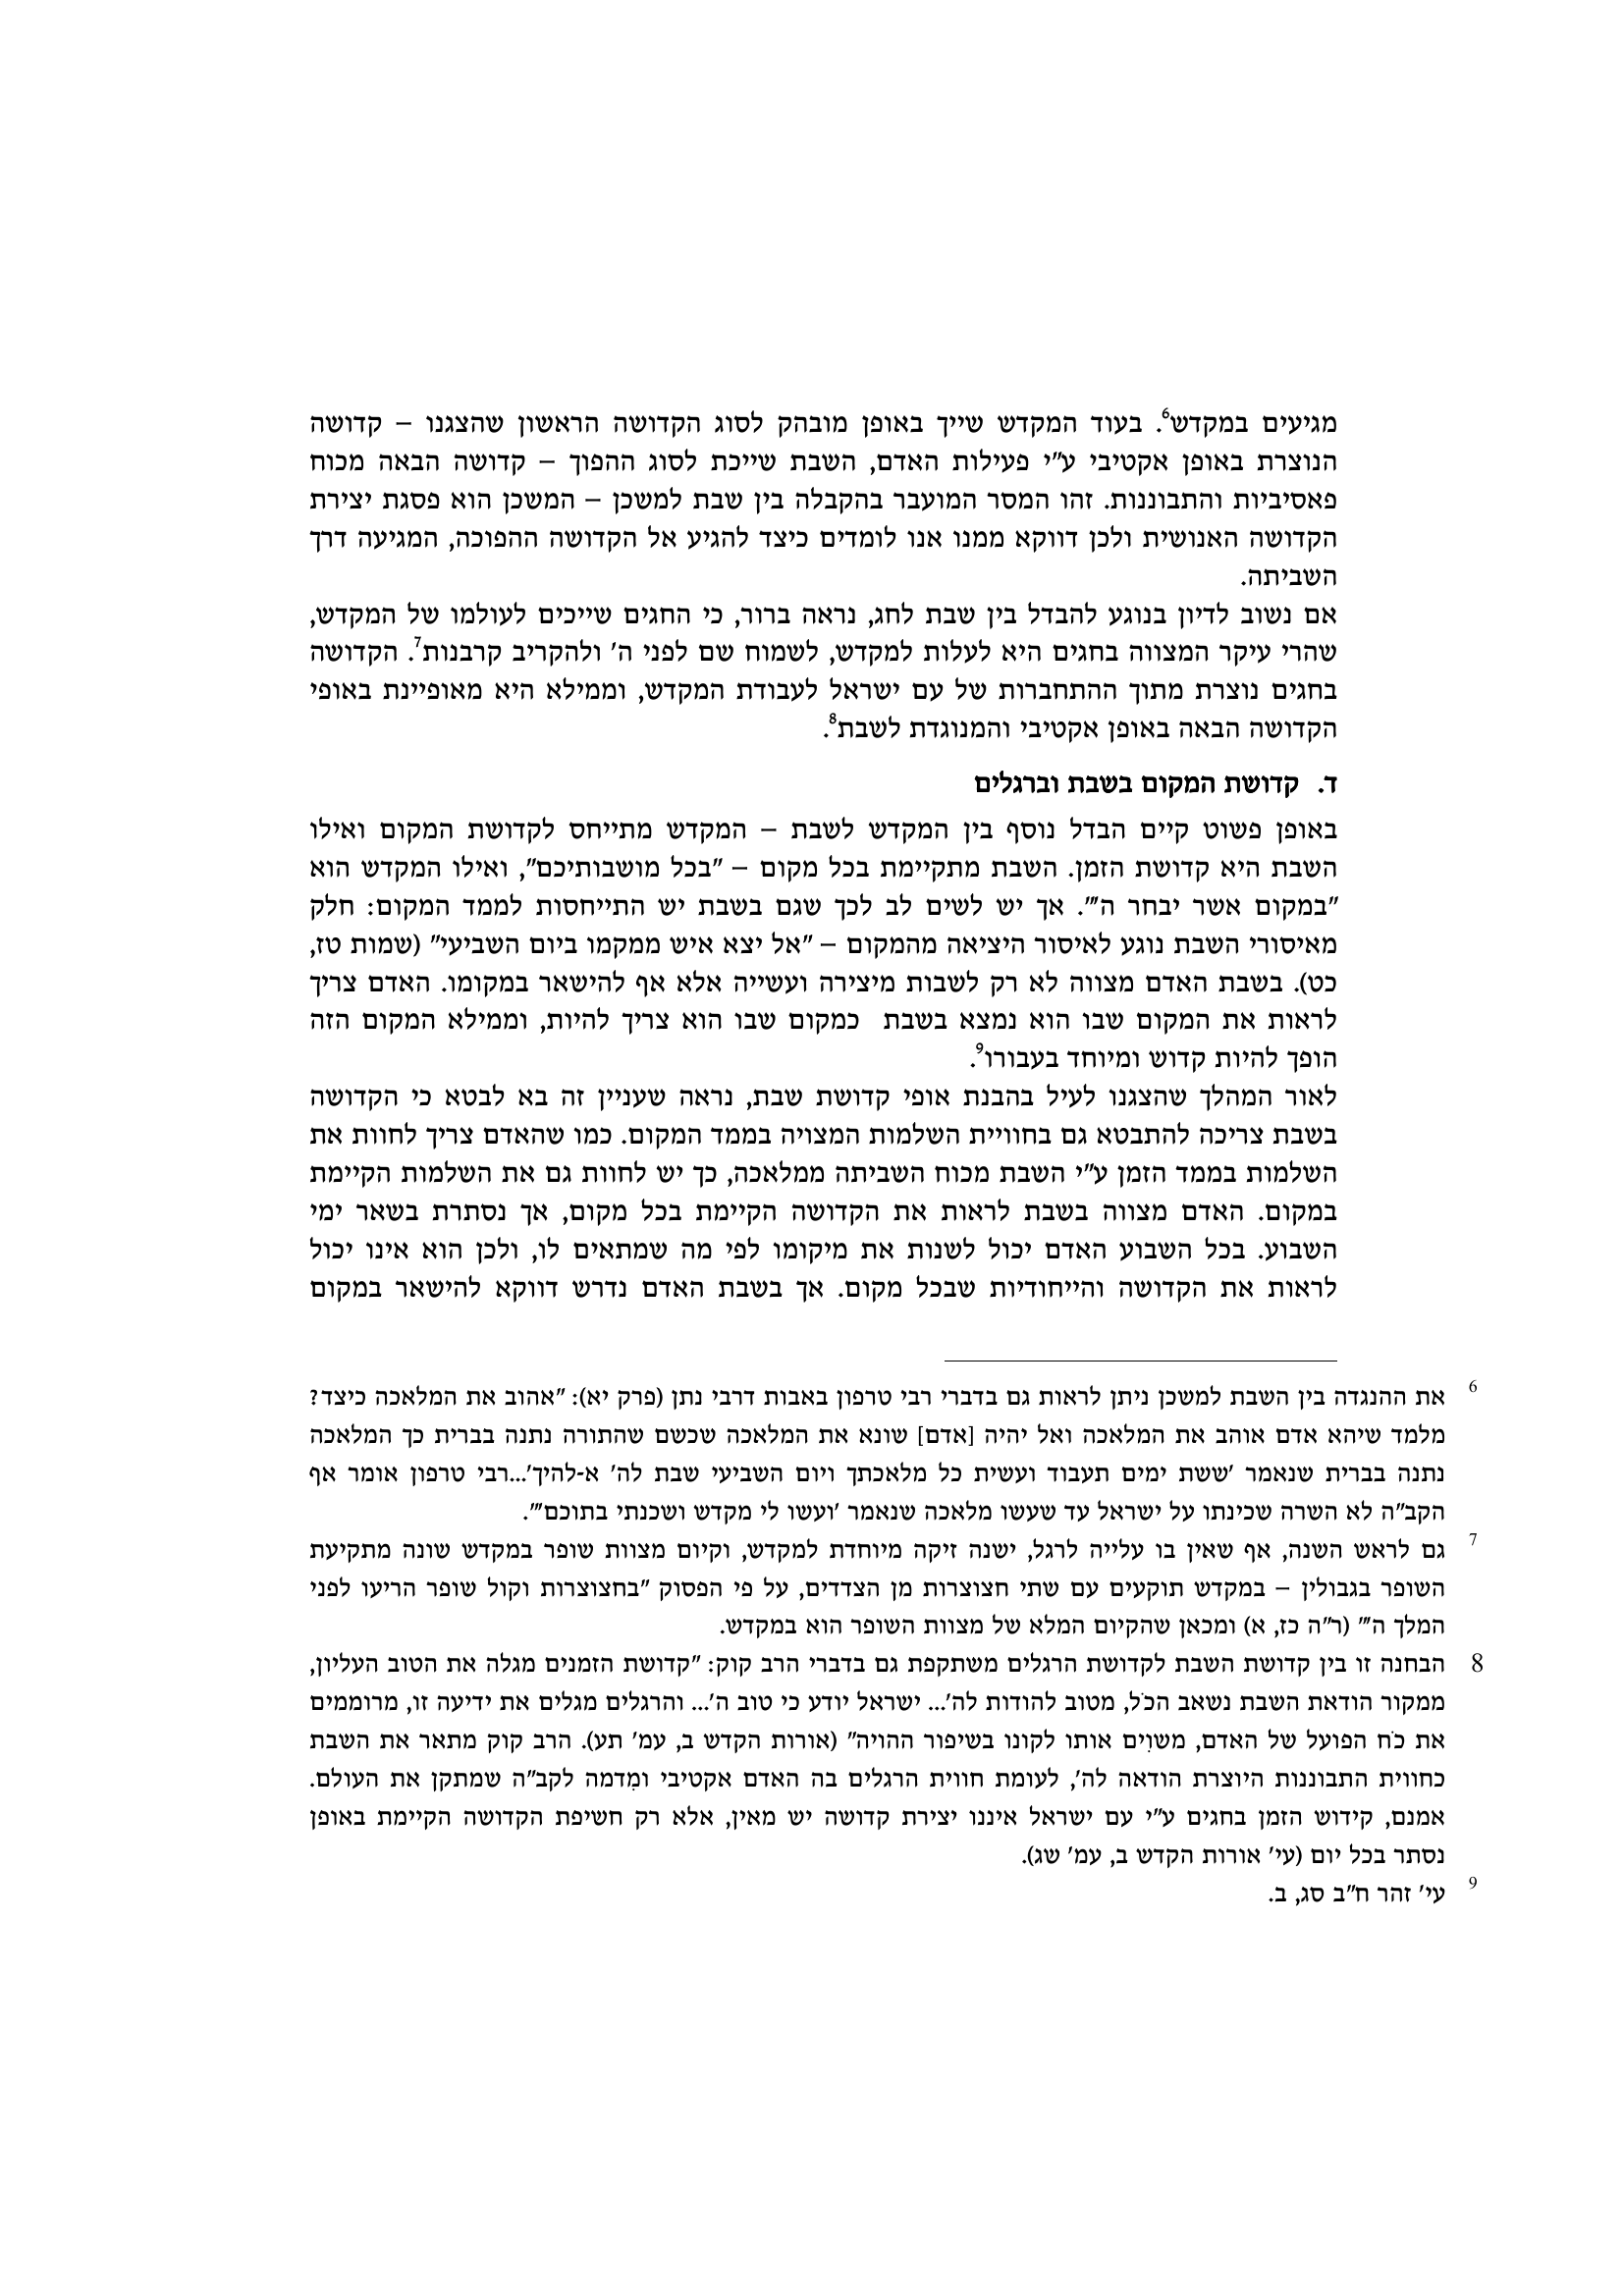 מגיעים במקדש6. בעוד המקדש שייך באופן מובהק לסוג הקדושה הראשון שהצגנו – קדושה
הנוצרת באופן אקטיבי ע"י פעילות האדם, השבת שייכת לסוג ההפוך – קדושה הבאה מכוח
פאסיביות והתבוננות. זהו המסר המועבר בהקבלה בין שבת למשכן – המשכן הוא פסגת יצירת
הקדושה האנושית ולכן דווקא ממנו אנו לומדים כיצד להגיע אל הקדושה ההפוכה, המגיעה דרך
השביתה.
אם נשוב לדיון בנוגע להבדל בין שבת לחג, נראה ברור, כי החגים שייכים לעולמו של המקדש,
שהרי עיקר המצווה בחגים היא לעלות למקדש, לשמוח שם לפני ה' ולהקריב קרבנות7. הקדושה
בחגים נוצרת מתוך ההתחברות של עם ישראל לעבודת המקדש, וממילא היא מאופיינת באופי
הקדושה הבאה באופן אקטיבי והמנוגדת לשבת8.
ד. קדושת המקום בשבת וברגלים
באופן פשוט קיים הבדל נוסף בין המקדש לשבת – המקדש מתייחס לקדושת המקום ואילו
השבת היא קדושת הזמן. השבת מתקיימת בכל מקום – "בכל מושבותיכם", ואילו המקדש הוא
"במקום אשר יבחר ה'". אך יש לשים לב לכך שגם בשבת יש התייחסות לממד המקום: חלק
מאיסורי השבת נוגע לאיסור היציאה מהמקום – "אל יצא איש ממקמו ביום השביעי" (שמות טז,
כט). בשבת האדם מצווה לא רק לשבות מיצירה ועשייה אלא אף להישאר במקומו. האדם צריך
לראות את המקום שבו הוא נמצא בשבת  כמקום שבו הוא צריך להיות, וממילא המקום הזה
הופך להיות קדוש ומיוחד בעבורו9.
לאור המהלך שהצגנו לעיל בהבנת אופי קדושת שבת, נראה שעניין זה בא לבטא כי הקדושה
בשבת צריכה להתבטא גם בחוויית השלמות המצויה בממד המקום. כמו שהאדם צריך לחוות את
השלמות בממד הזמן ע"י השבת מכוח השביתה ממלאכה, כך יש לחוות גם את השלמות הקיימת
במקום. האדם מצווה בשבת לראות את הקדושה הקיימת בכל מקום, אך נסתרת בשאר ימי
השבוע. בכל השבוע האדם יכול לשנות את מיקומו לפי מה שמתאים לו, ולכן הוא אינו יכול
לראות את הקדושה והייחודיות שבכל מקום. אך בשבת האדם נדרש דווקא להישאר במקום
6 את ההנגדה בין השבת למשכן ניתן לראות גם בדברי רבי טרפון באבות דרבי נתן (פרק יא): "אהוב את המלאכה כיצד?
מלמד שיהא אדם אוהב את המלאכה ואל יהיה [אדם] שונא את המלאכה שכשם שהתורה נתנה בברית כך המלאכה
נתנה בברית שנאמר 'ששת ימים תעבוד ועשית כל מלאכתך ויום השביעי שבת לה' א-להיך'...רבי טרפון אומר אף
הקב"ה לא השרה שכינתו על ישראל עד שעשו מלאכה שנאמר 'ועשו לי מקדש ושכנתי בתוכם'".
7 גם לראש השנה, אף שאין בו עלייה לרגל, ישנה זיקה מיוחדת למקדש, וקיום מצוות שופר במקדש שונה מתקיעת
השופר בגבולין – במקדש תוקעים עם שתי חצוצרות מן הצדדים, על פי הפסוק "בחצוצרות וקול שופר הריעו לפני
המלך ה'" (ר"ה כז, א) ומכאן שהקיום המלא של מצוות השופר הוא במקדש.
8 הבחנה זו בין קדושת השבת לקדושת הרגלים משתקפת גם בדברי הרב קוק: "קדושת הזמנים מגלה את הטוב העליון,
ממקור הודאת השבת נשאב הכֹל, מטוב להודות לה'... ישראל יודע כי טוב ה'... והרגלים מגלים את ידיעה זו, מרוממים
את כֹח הפועל של האדם, משוִים אותו לקונו בשיפור ההויה" (אורות הקדש ב, עמ' תע). הרב קוק מתאר את השבת
כחווית התבוננות היוצרת הודאה לה', לעומת חווית הרגלים בה האדם אקטיבי ומִדמה לקב"ה שמתקן את העולם.
אמנם, קידוש הזמן בחגים ע"י עם ישראל איננו יצירת קדושה יש מאין, אלא רק חשיפת הקדושה הקיימת באופן
נסתר בכל יום (עי' אורות הקדש ב, עמ' שג).
9 עי' זהר ח"ב סג, ב.